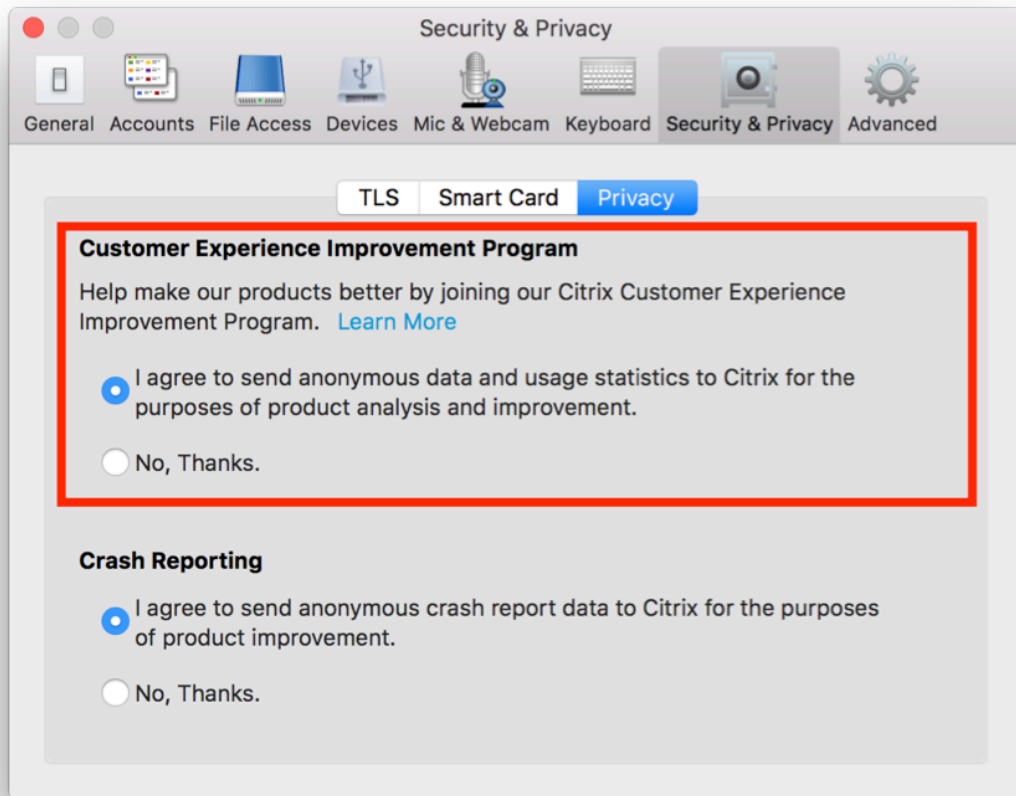 Security & Privacy
General Accounts File Access Devices Mic & Webcam Keyboard Security & Privacy Advanced
TLS Smart Card Privacy
Customer Experience Improvement Program
Help make our products better by joining our Citrix Customer Experience
Improvement Program. Learn More
I agree to send anonymous data and usage statistics to Citrix for the
purposes of product analysis and improvement.
No, Thanks.
Crash Reporting
I agree to send anonymous crash report data to Citrix for the purposes
of product improvement.
No, Thanks.